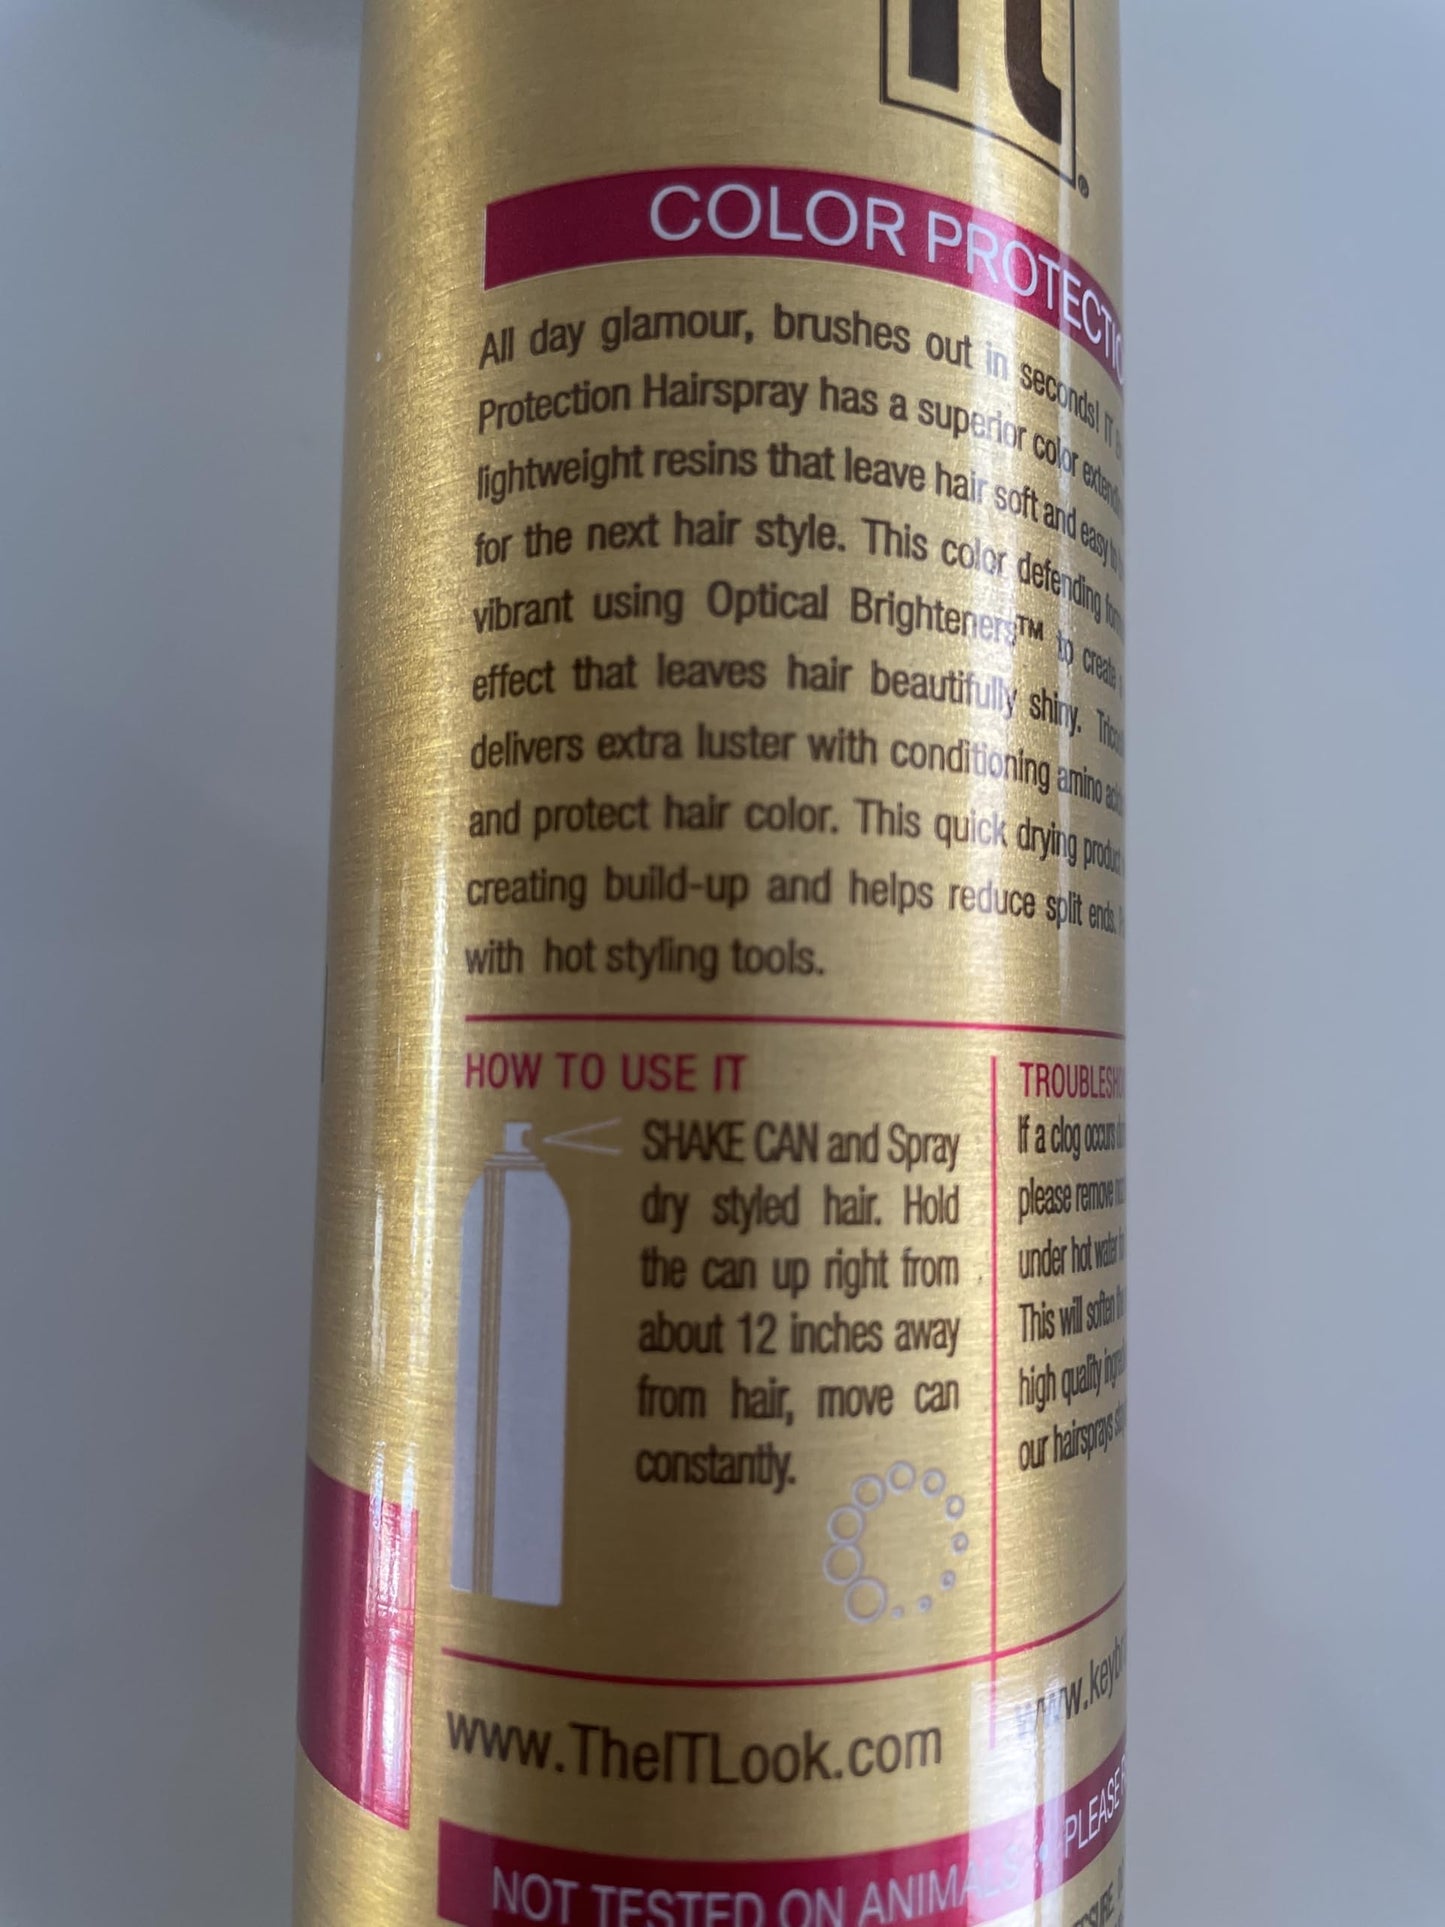 it
®
COLOR PROTECTIO
All day glamour, brushes out in seconds! IT
Protection Hairspray has a superior color extending
lightweight resins that leave hair soft and easy to
for the next hair style. This color defending
vibrant using Optical Brighteners™ to create
effect that leaves hair beautifully shiny.
delivers extra luster with conditioning amino
and protect hair color. This quick drying product
creating build-up and helps reduce split ends.
with hot styling tools.
HOW TO USE IT
SHAKE CAN and Spray
dry styled hair. Hold
the can up right from
about 12 inches away
from hair, move can
constantly.
TROUBLESHO
If a clog occurs
please remove
under hot water
This will soften
high quality
our hairsprays
www.TheITLook.com
www.keyb
NOT TESTED ON ANIMALS • PLEASE